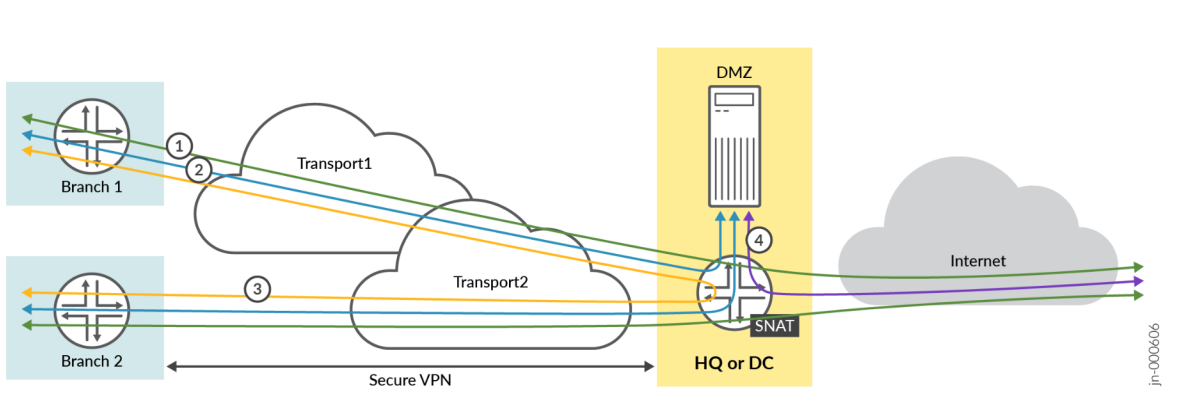 DMZ
1
Transport1
2
Branch 1
4
Internet
3
Transport2
SNAT
Branch 2
HQ or DC
Secure VPN
jn-000606